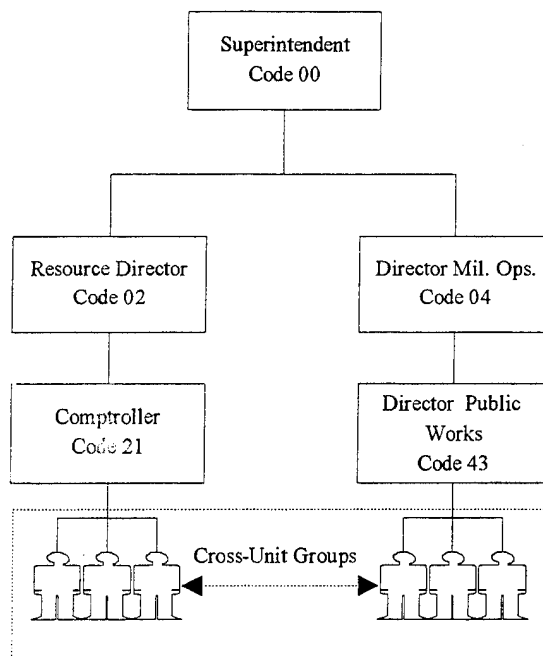 Superintendent
Code 00
Resource Director
Code 02
Director Mil. Ops.
Code 04
Comptroller
Code 21
Director Public
Works
Code 43
Cross-Unit Groups